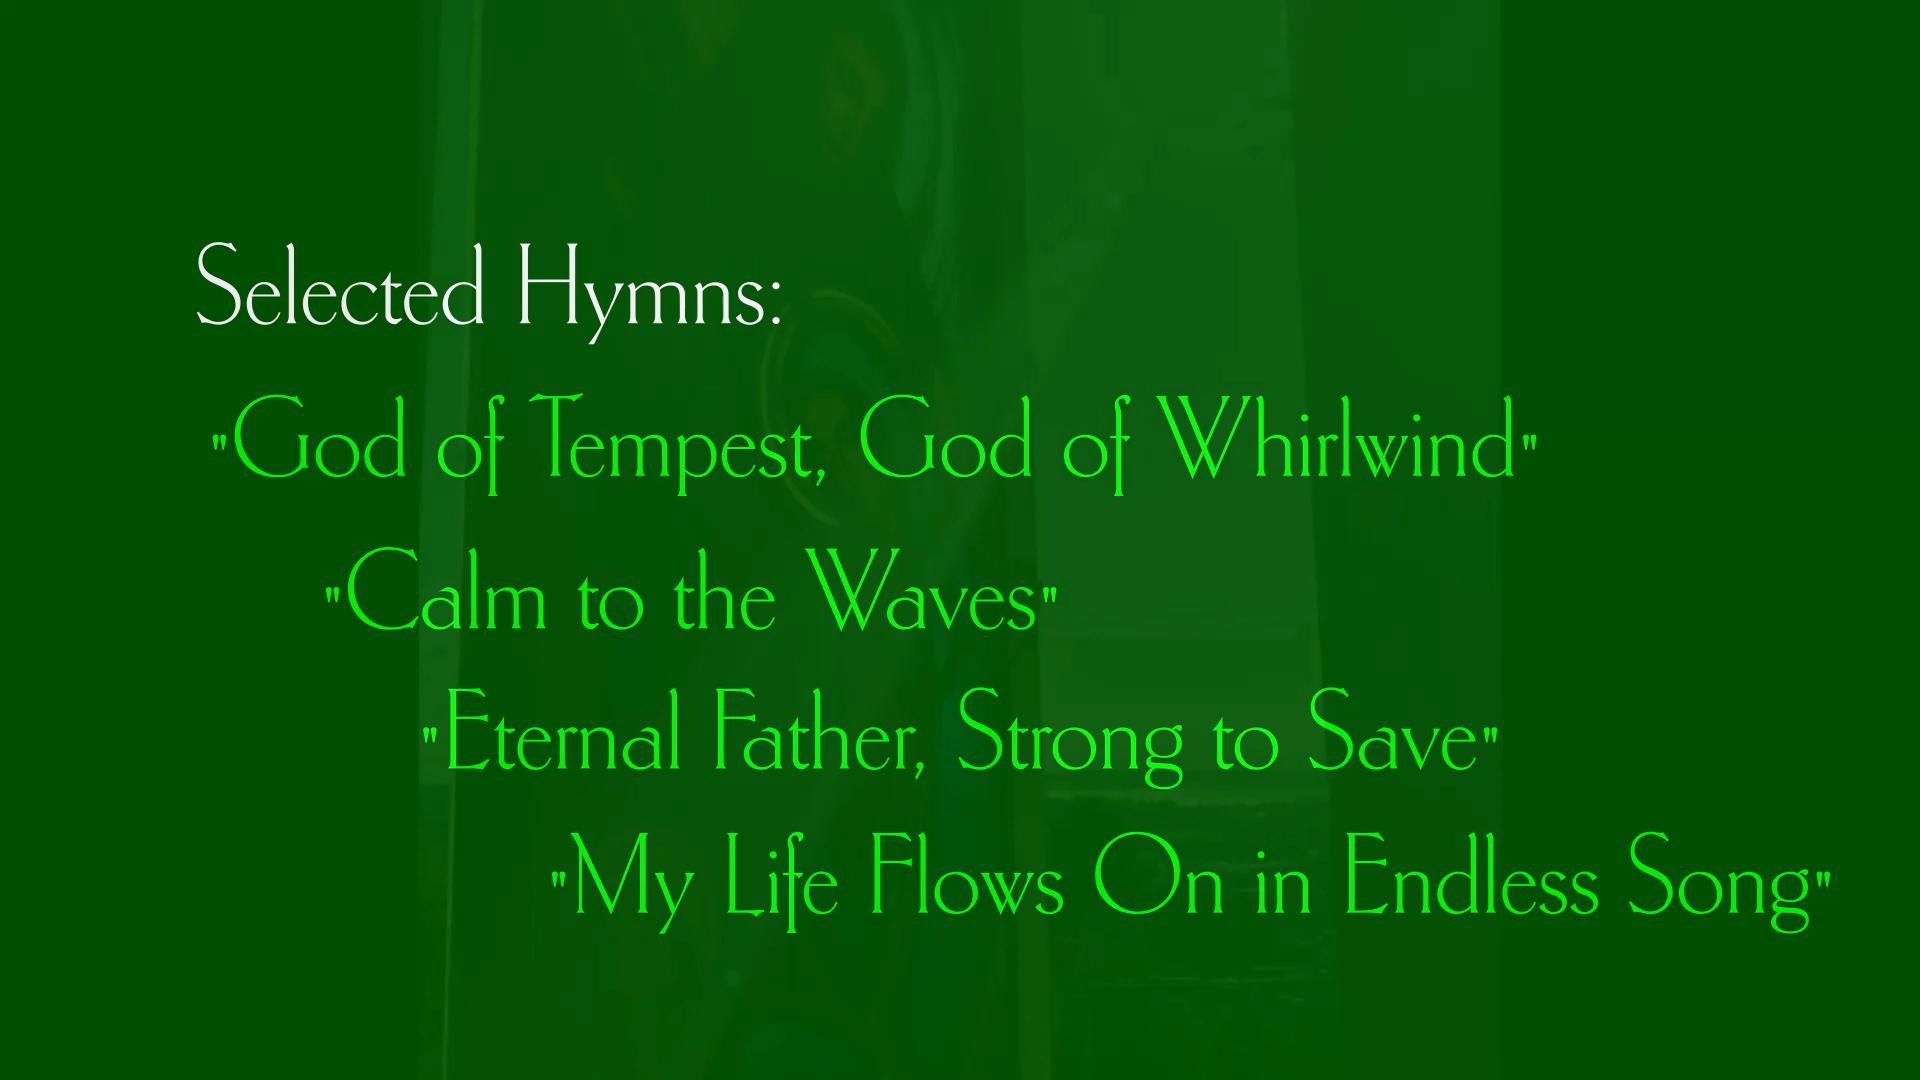 Selected Hymns:
"God of Tempest, God of Whirlwind"
"Calm to the Waves"
"Eternal Father, Strong to Save"
"My Life Flows On in Endless Song"